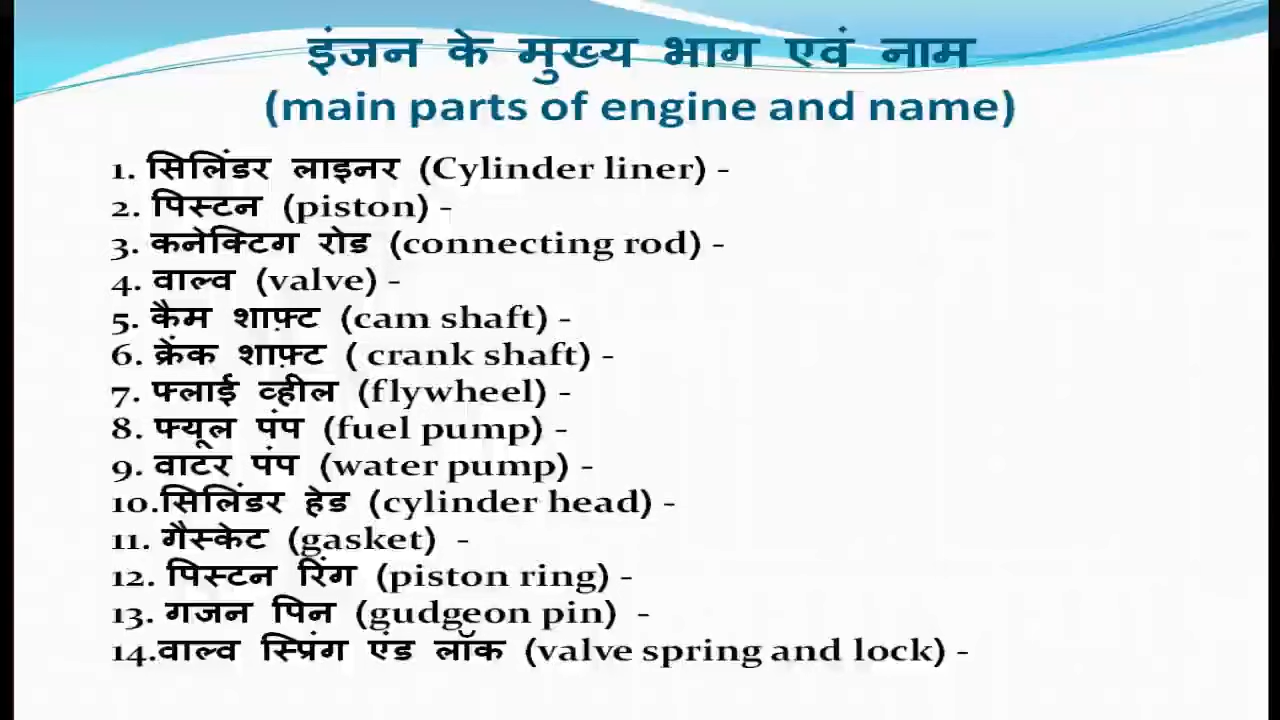 इंजन के मुख्य भाग एवं नाम
(main parts of engine and name)
1. सिलिंडर लाइनर (Cylinder liner) -
2. पिस्टन (piston) -
3. कनेक्टिग रोड (connecting rod) -
4. वाल्व (valve) -
5. कैम शाफ़्ट (cam shaft) -
6. क्रेंक शाफ़्ट ( crank shaft) -
7. फ्लाई व्हील (flywheel) -
8. फ्यूल पंप (fuel pump) -
9. वाटर पंप (water pump) -
10.सिलिंडर हेड (cylinder head) -
11. गैस्केट (gasket) -
12. पिस्टन रिंग (piston ring) -
13. गजन पिन (gudgeon pin) -
14.वाल्व स्प्रिंग एंड लॉक (valve spring and lock) -